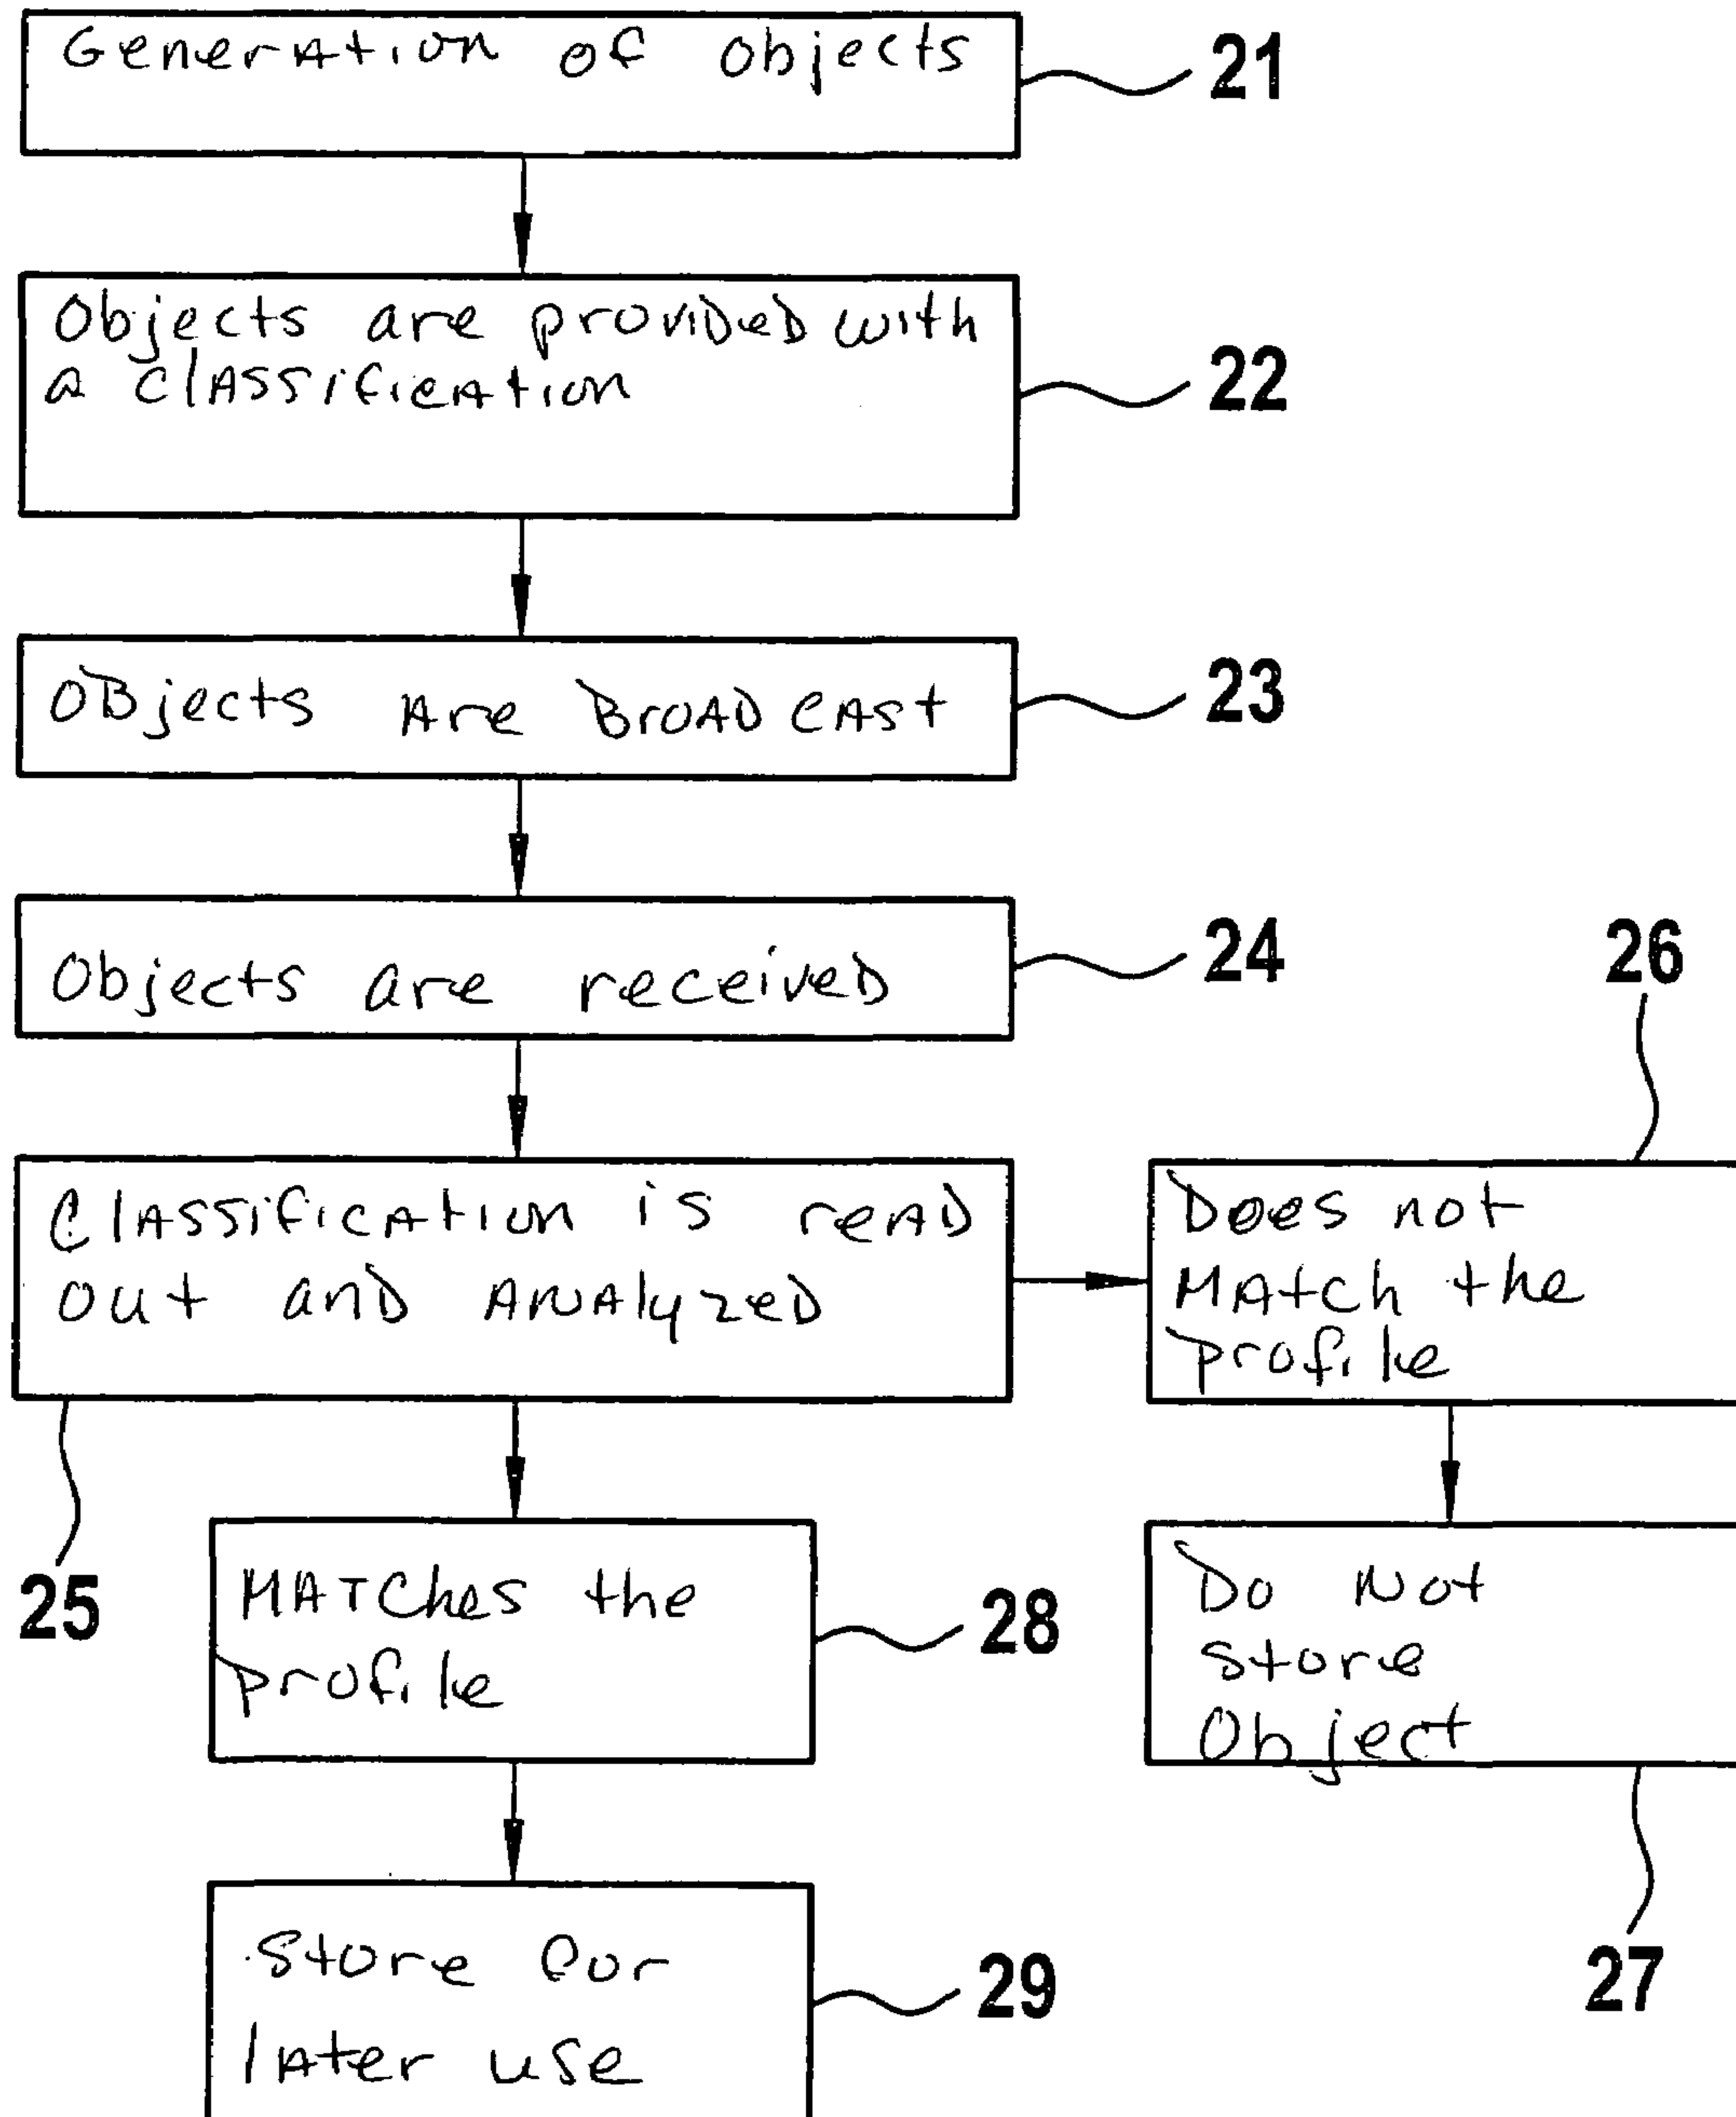 Generation of objects
21
Objects are provided with
a classification
22
Objects are Broadcast
23
Objects are received
24
26
Classification is read
out and Analyzed
25
Does not
Match the
profile
Matches the
profile
28
Do Not
Store
Object
27
Store for
later use
29